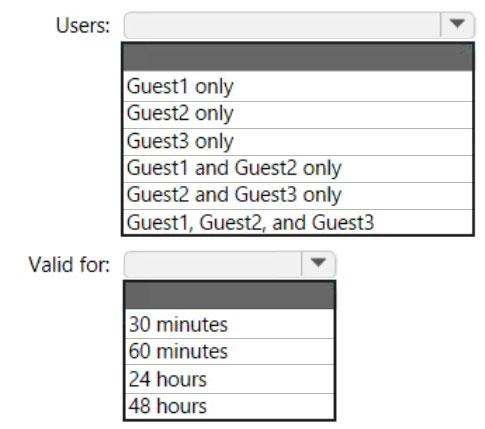 Users:
Guest1 only
Guest2 only
Guest3 only
Guest1 and Guest2 only
Guest2 and Guest3 only
Guest1, Guest2, and Guest3
Valid for:
30 minutes
60 minutes
24 hours
48 hours